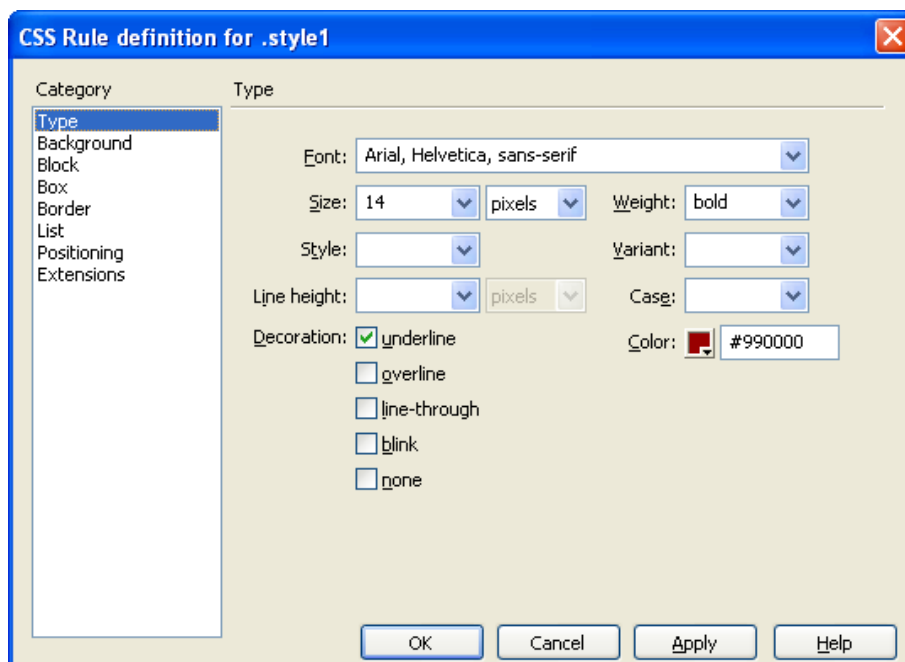 CSS Rule definition for .style1
Category
Type
Type
Background
Block
Box
Border
List
Positioning
Extensions
Font: Arial, Helvetica, sans-serif
Size: 14 pixels Weight: bold
Style: Variant:
Line height: pixels Case:
Decoration: underline Color: #990000
overline
line-through
blink
none
OK Cancel Apply Help